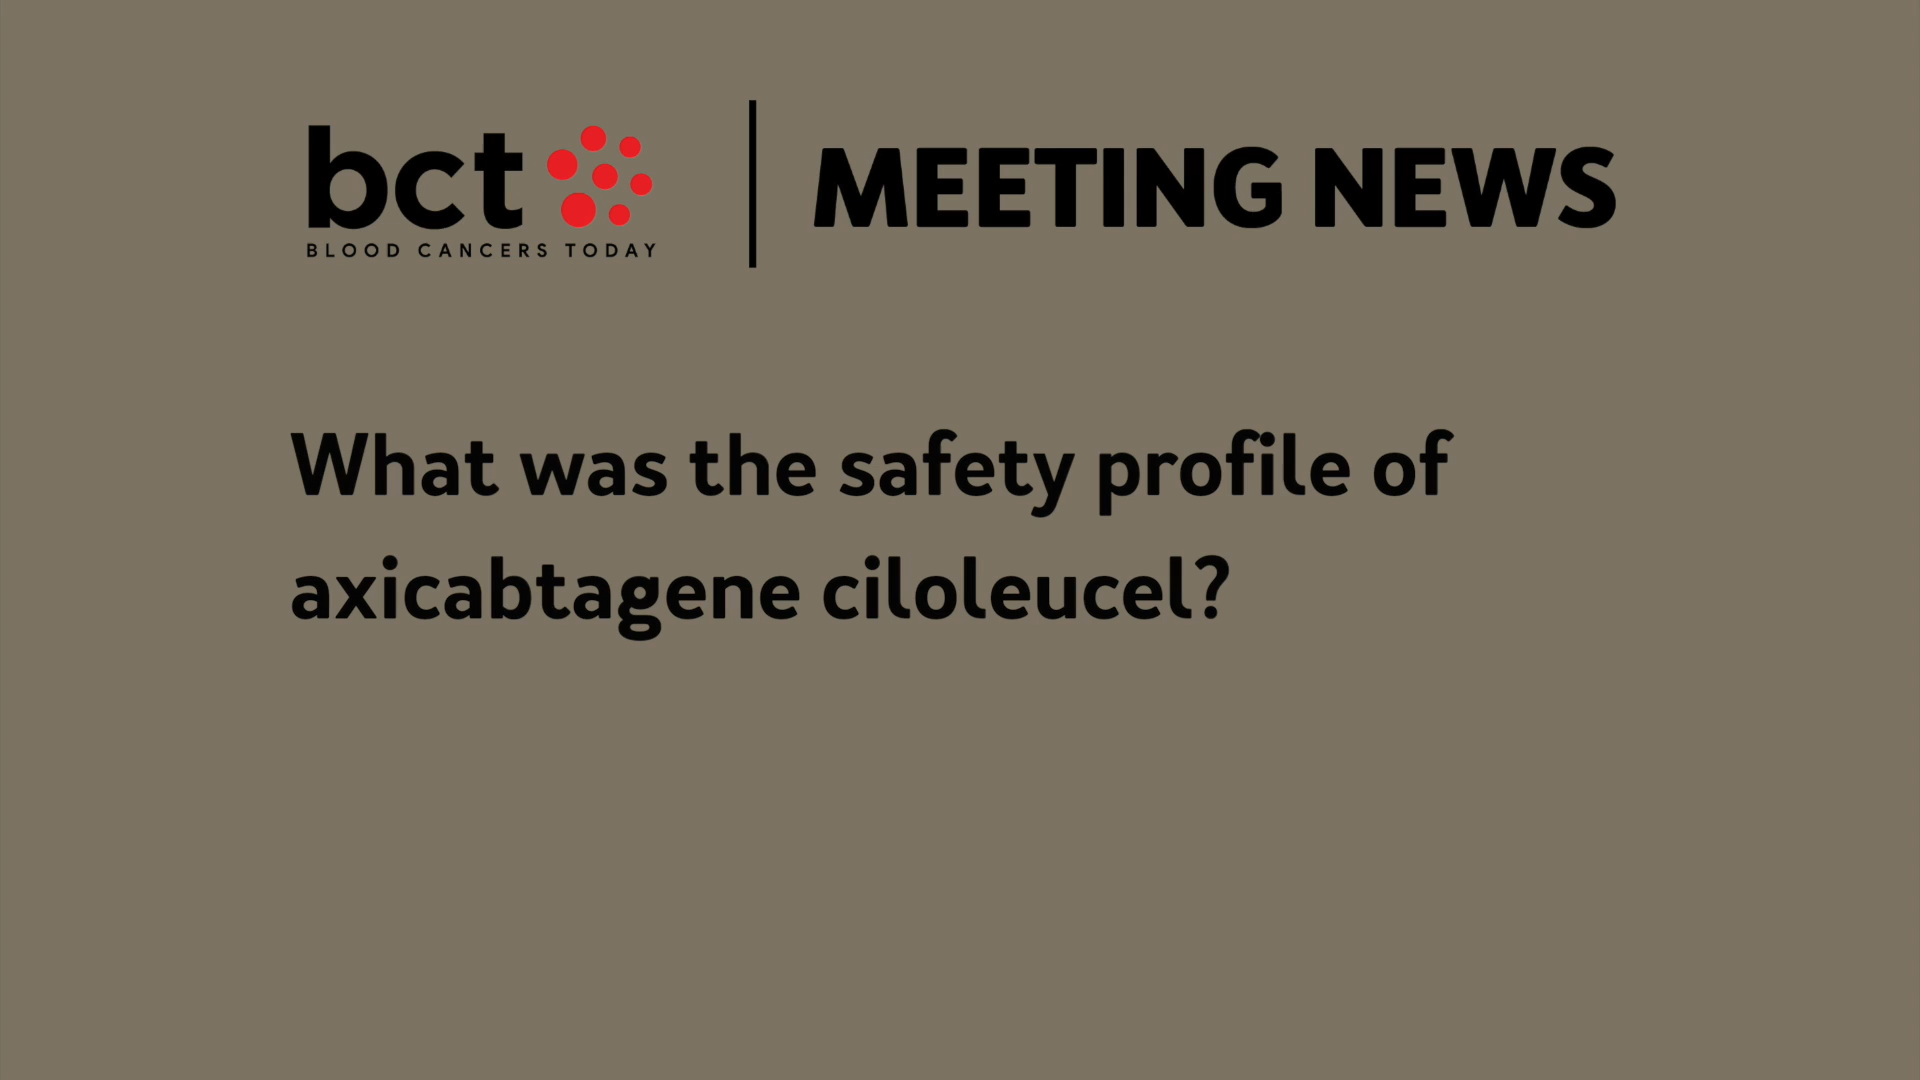 bct
BLOOD CANCERS TODAY
MEETING NEWS
What was the safety profile of
axicabtagene ciloleucel?